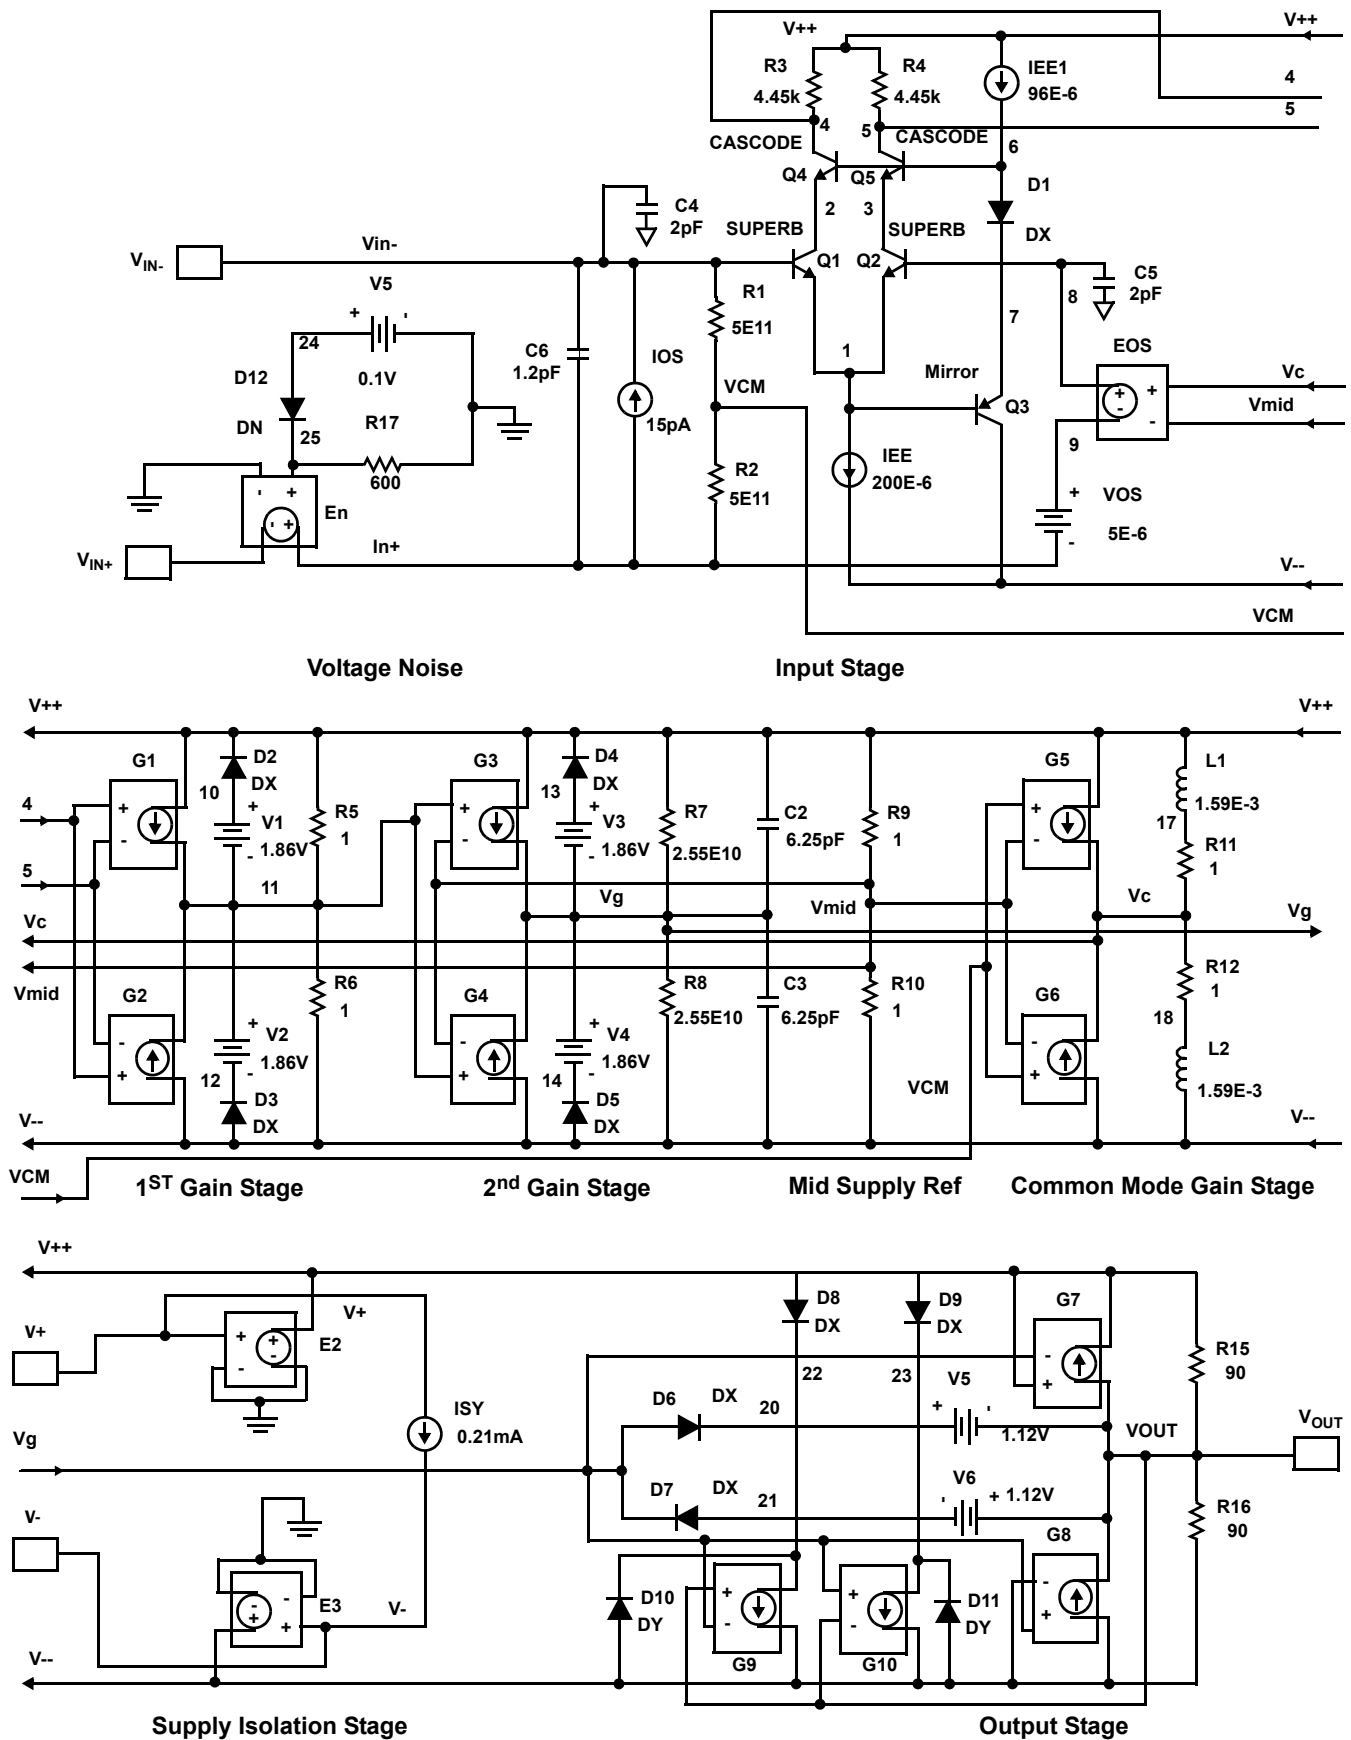 V++
V++
R3
4.45k
R4
4.45k
IEE1
96E-6
4
5
4
5
6
CASCODE
CASCODE
Q4
Q5
D1
DX
2
3
C4
2pF
SUPERB
SUPERB
Vin-
VIN-
Q1
Q2
C5
2pF
8
7
V5
+ -
24
0.1V
R1
5E11
1
EOS
C6
1.2pF
IOS
15pA
D12
DN
VCM
Mirror
Q3
+ -
+ -
Vc
Vmid
R17
25
600
9
R2
5E11
IEE
200E-6
- +
En
- +
+
VOS
5E-6
-
In+
VIN+
V--
VCM
Voltage Noise
Input Stage
V++
V++
G1
D2
DX
10
G3
D4
DX
13
G5
L1
1.59E-3
17
4
+
-
+
V1
1.86V
-
R5
1
+
-
+
V3
1.86V
-
R7
2.55E10
C2
6.25pF
R9
1
+
-
R11
1
5
11
Vg
Vmid
Vc
Vg
Vc
Vmid
G2
R6
1
G4
R8
2.55E10
C3
6.25pF
R10
1
G6
R12
1
18
-
+
+
V2
1.86V
-
12
D3
DX
-
+
+
V4
1.86V
-
14
D5
DX
-
+
L2
1.59E-3
VCM
V--
V--
VCM
1ST Gain Stage
2nd Gain Stage
Mid Supply Ref
Common Mode Gain Stage
V++
V+
V+
+
-
+
-
E2
D8
DX
D9
DX
G7
-
+
R15
90
22
23
D6
DX
20
V5
+ -
1.12V
ISY
0.21mA
Vg
VOUT
VOUT
D7
DX
21
V6
- + 1.12V
R16
90
V-
G8
D10
DY
+
-
G9
+
-
G10
D11
DY
-
+
-
+
-
+
E3
V-
V--
Supply Isolation Stage
Output Stage